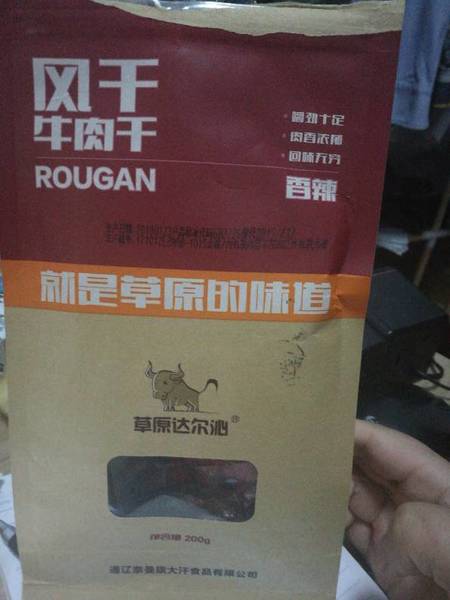 风干
牛肉干
ROUGAN
·嚼劲十足
·肉香浓郁
·回味无穷
香辣
就是草原的味道
草原达尔沁®
净含量 200g
通辽奈曼旗大汗食品有限公司